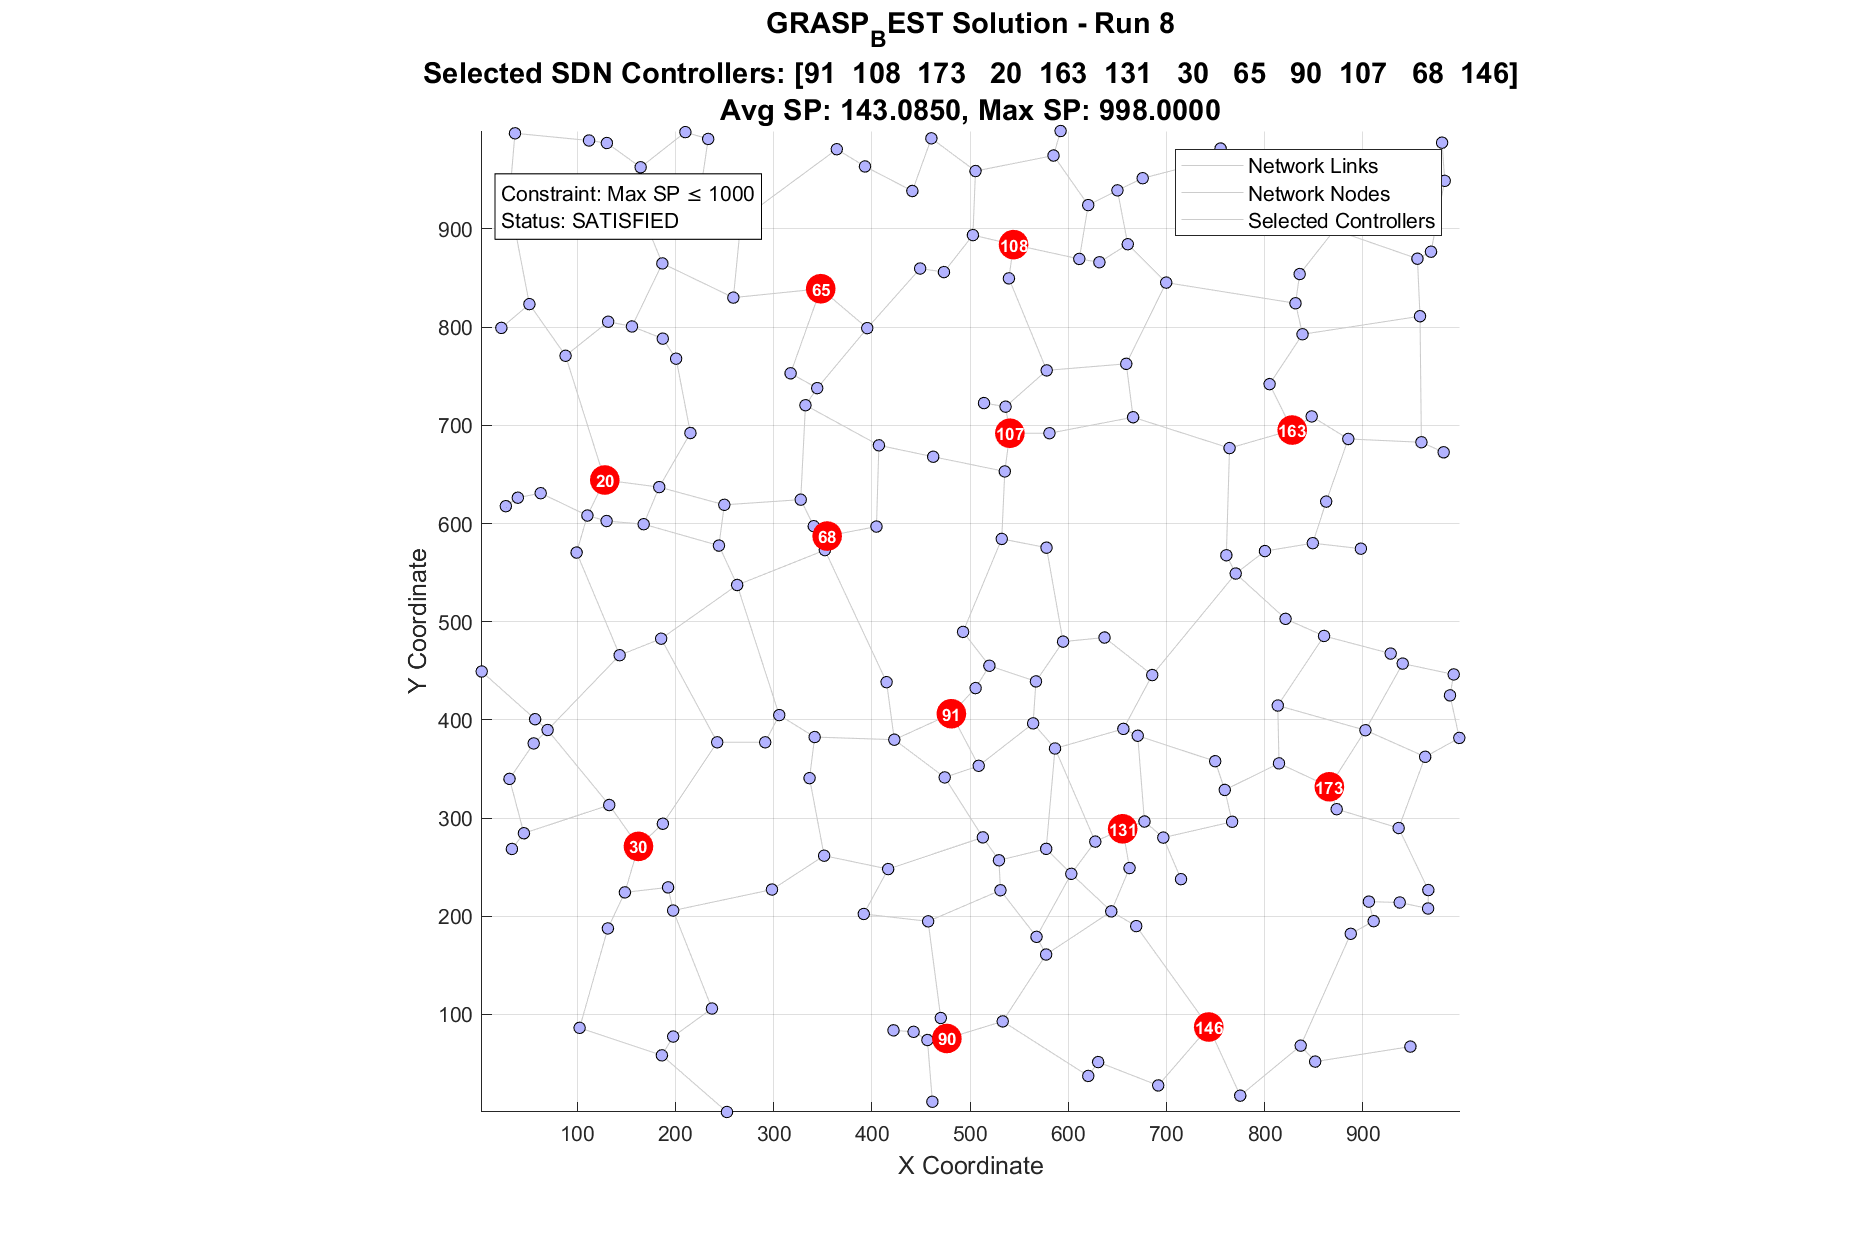 GRASP_BEST Solution - Run 8
Selected SDN Controllers: [91 108 173 20 163 131 30 65 90 107 68 146]
Avg SP: 143.0850, Max SP: 998.0000
Constraint: Max SP ≤ 1000
Status: SATISFIED
Network Links
Network Nodes
Selected Controllers
900
800
700
600
500
400
300
200
100
Y Coordinate
108
65
107
163
20
68
91
173
131
30
90
146
100 200 300 400 500 600 700 800 900
X Coordinate